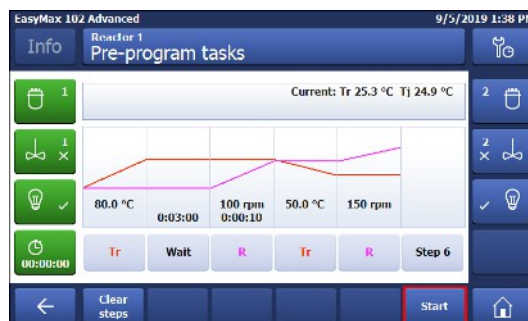 EasyMax 102 Advanced 9/5/2019 1:38 PM
Info
Reactor 1
Pre-program tasks
1
Current: Tr 25.3 °C Tj 24.9 °C
2
1
2
80.0 °C
0:03:00
100 rpm
0:00:10
50.0 °C
150 rpm
00:00:00
Tr Wait R Tr R Step 6
Clear
steps
Start